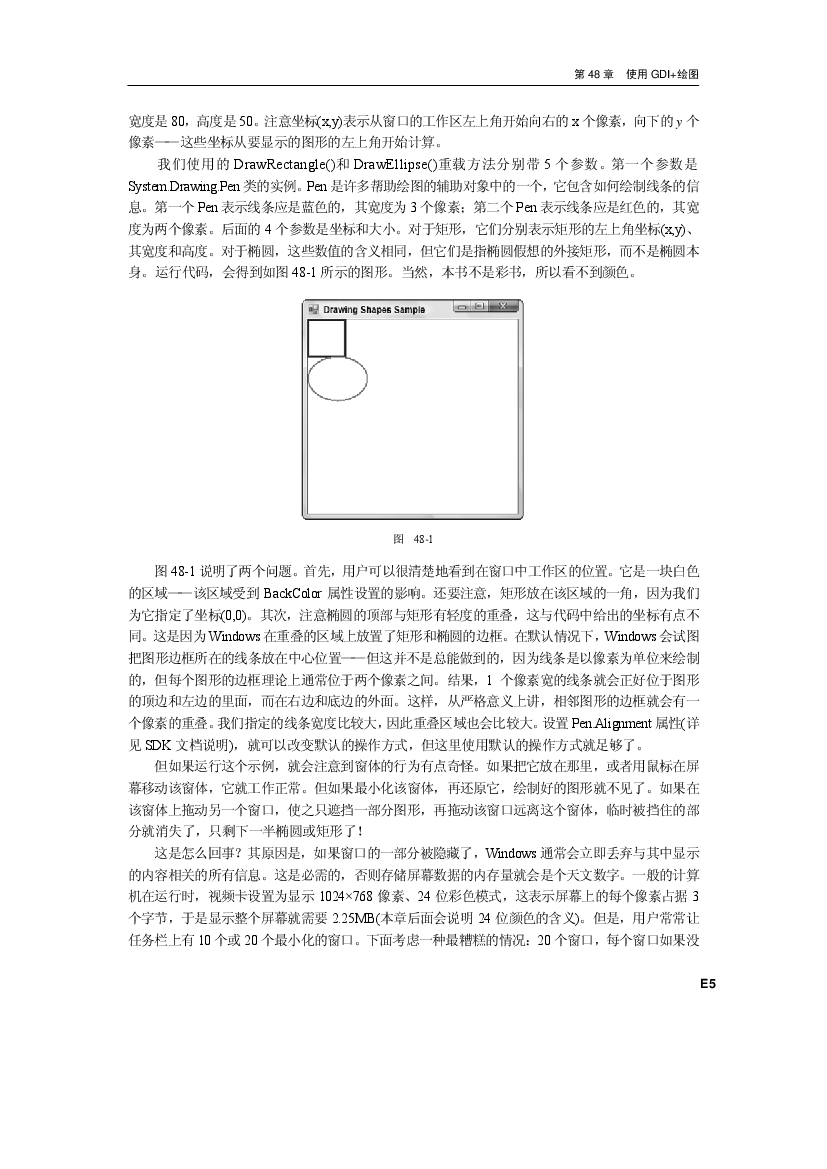 第 48 章 使用 GDI+绘图
宽度是 80，高度是 50。注意坐标(x,y)表示从窗口的工作区左上角开始向右的 x 个像素，向下的 y 个
像素——这些坐标从要显示的图形的左上角开始计算。
我们使用的 DrawRectangle()和 DrawEllipse()重载方法分别带 5 个参数。第一个参数是
System.Drawing.Pen 类的实例。Pen 是许多帮助绘图的辅助对象中的一个，它包含如何绘制线条的信
息。第一个 Pen 表示线条应是蓝色的，其宽度为 3 个像素；第二个 Pen 表示线条应是红色的，其宽
度为两个像素。后面的 4 个参数是坐标和大小。对于矩形，它们分别表示矩形的左上角坐标(x,y)、
其宽度和高度。对于椭圆，这些数值的含义相同，但它们是指椭圆假想的外接矩形，而不是椭圆本
身。运行代码，会得到如图 48-1 所示的图形。当然，本书不是彩书，所以看不到颜色。
Drawing Shapes Sample
图 48-1
图 48-1 说明了两个问题。首先，用户可以很清楚地看到在窗口中工作区的位置。它是一块白色
的区域——该区域受到 BackColor 属性设置的影响。还要注意，矩形放在该区域的一角，因为我们
为它指定了坐标(0,0)。其次，注意椭圆的顶部与矩形有轻度的重叠，这与代码中给出的坐标有点不
同。这是因为 Windows 在重叠的区域上放置了矩形和椭圆的边框。在默认情况下，Windows 会试图
把图形边框所在的线条放在中心位置——但这并不是总能做到的，因为线条是以像素为单位来绘制
的，但每个图形的边框理论上通常位于两个像素之间。结果，1 个像素宽的线条就会正好位于图形
的顶边和左边的里面，而在右边和底边的外面。这样，从严格意义上讲，相邻图形的边框就会有一
个像素的重叠。我们指定的线条宽度比较大，因此重叠区域也会比较大。设置 Pen.Alignment 属性(详
见 SDK 文档说明)，就可以改变默认的操作方式，但这里使用默认的操作方式就足够了。
但如果运行这个示例，就会注意到窗体的行为有点奇怪。如果把它放在那里，或者用鼠标在屏
幕移动该窗体，它就工作正常。但如果最小化该窗体，再还原它，绘制好的图形就不见了。如果在
该窗体上拖动另一个窗口，使之只遮挡一部分图形，再拖动该窗口远离这个窗体，临时被挡住的部
分就消失了，只剩下一半椭圆或矩形了！
这是怎么回事？其原因是，如果窗口的一部分被隐藏了，Windows 通常会立即丢弃与其中显示
的内容相关的所有信息。这是必需的，否则存储屏幕数据的内存量就会是个天文数字。一般的计算
机在运行时，视频卡设置为显示 1024×768 像素、24 位彩色模式，这表示屏幕上的每个像素占据 3
个字节，于是显示整个屏幕就需要 2.25MB(本章后面会说明 24 位颜色的含义)。但是，用户常常让
任务栏上有 10 个或 20 个最小化的窗口。下面考虑一种最糟糕的情况：20 个窗口，每个窗口如果没
E5